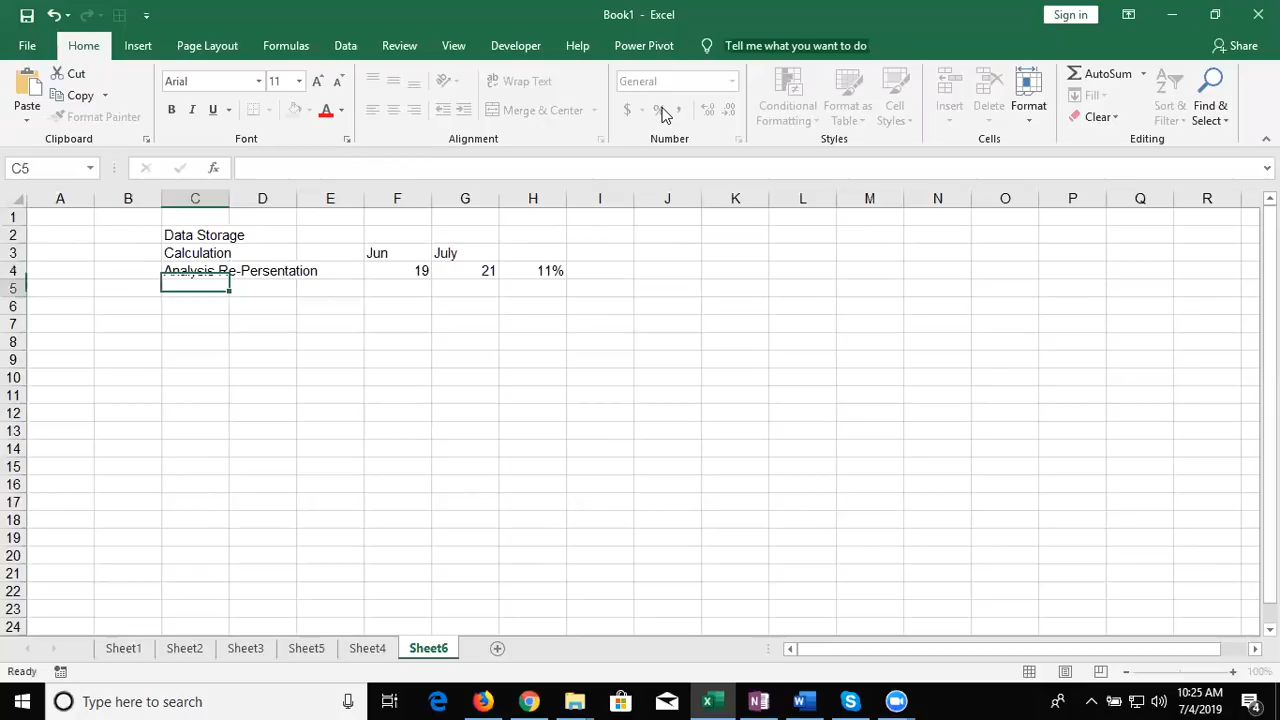 Book1 - Excel
Sign in
File Home Insert Page Layout Formulas Data Review View Developer Help Power Pivot Tell me what you want to do Share
Paste
Cut
Copy
Format Painter
Clipboard
Arial 11
B I U
Font
Wrap Text
Merge & Center
Alignment
General
$ %
Number
Conditional Formatting
Format as Table
Cell Styles
Styles
Insert Delete Format
Cells
AutoSum
Fill
Clear
Sort & Filter
Find & Select
Editing
C5
fx
A B C D E F G H I J K L M N O P Q R
1
2 Data Storage
3 Calculation Jun July
4 Analysis Re-Persentation 19 21 11%
5
6
7
8
9
10
11
12
13
14
15
16
17
18
19
20
21
22
23
24
Sheet1 Sheet2 Sheet3 Sheet5 Sheet4 Sheet6
Ready
100%
Type here to search
10:25 AM
7/4/2019
4